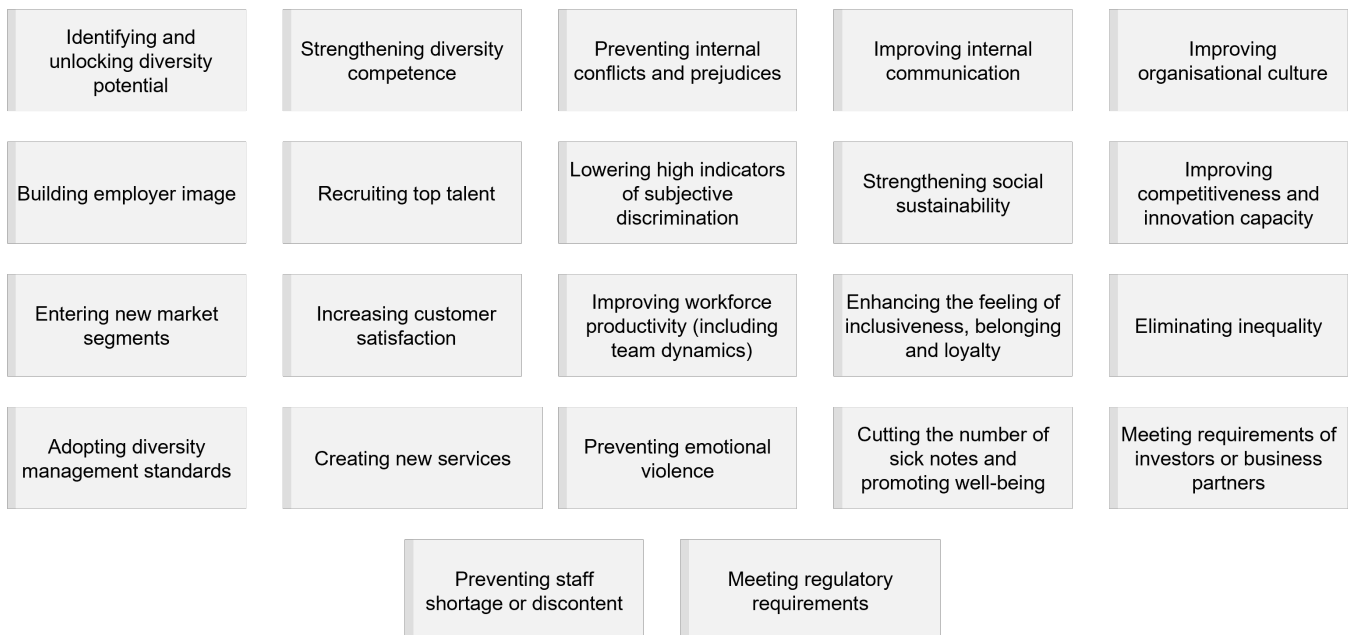 Identifying and
unlocking diversity
potential
Strengthening diversity
competence
Preventing internal
conflicts and prejudices
Improving internal
communication
Improving
organisational culture
Building employer image
Recruiting top talent
Lowering high indicators
of subjective
discrimination
Strengthening social
sustainability
Improving
competitiveness and
innovation capacity
Entering new market
segments
Increasing customer
satisfaction
Improving workforce
productivity (including
team dynamics)
Enhancing the feeling of
inclusiveness, belonging
and loyalty
Eliminating inequality
Adopting diversity
management standards
Creating new services
Preventing emotional
violence
Cutting the number of
sick notes and
promoting well-being
Meeting requirements of
investors or business
partners
Preventing staff
shortage or discontent
Meeting regulatory
requirements